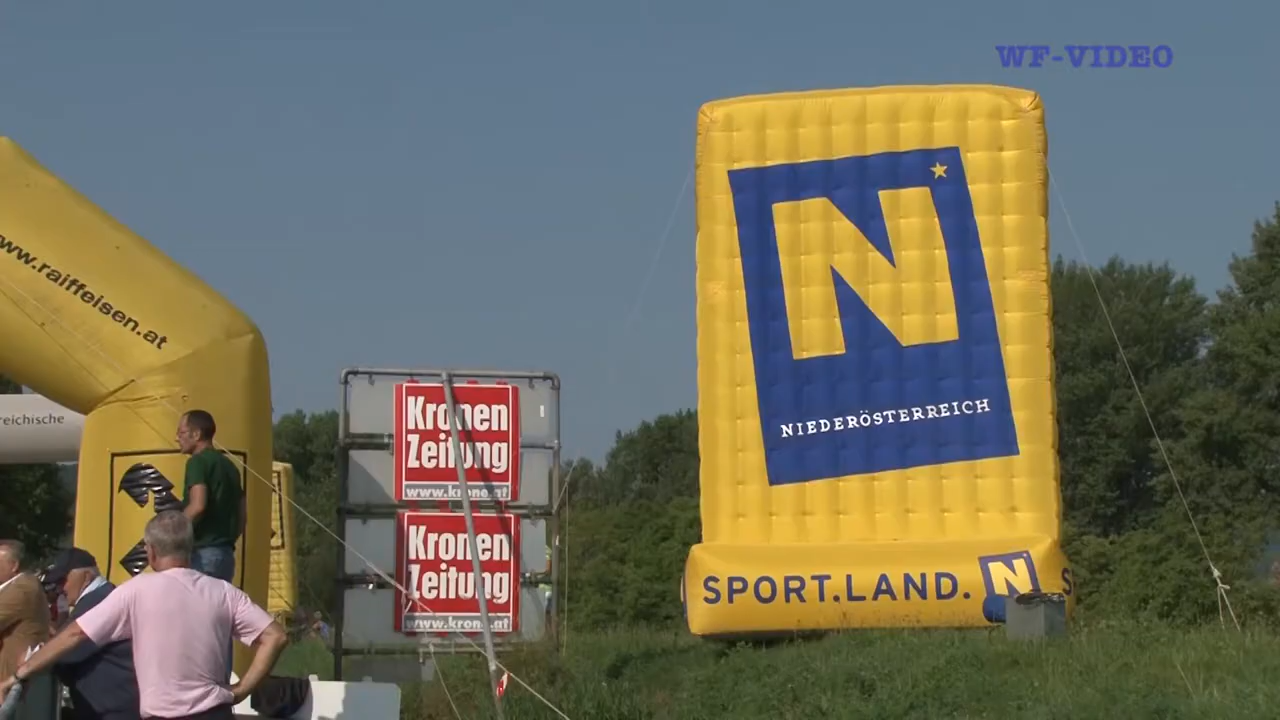 WF-VIDEO
www.raiffeisen.at
reichische
Kronen
Zeitung
www.krone.at
Kronen
Zeitung
www.krone.at
N
NIEDERÖSTERREICH
SPORT.LAND. N S